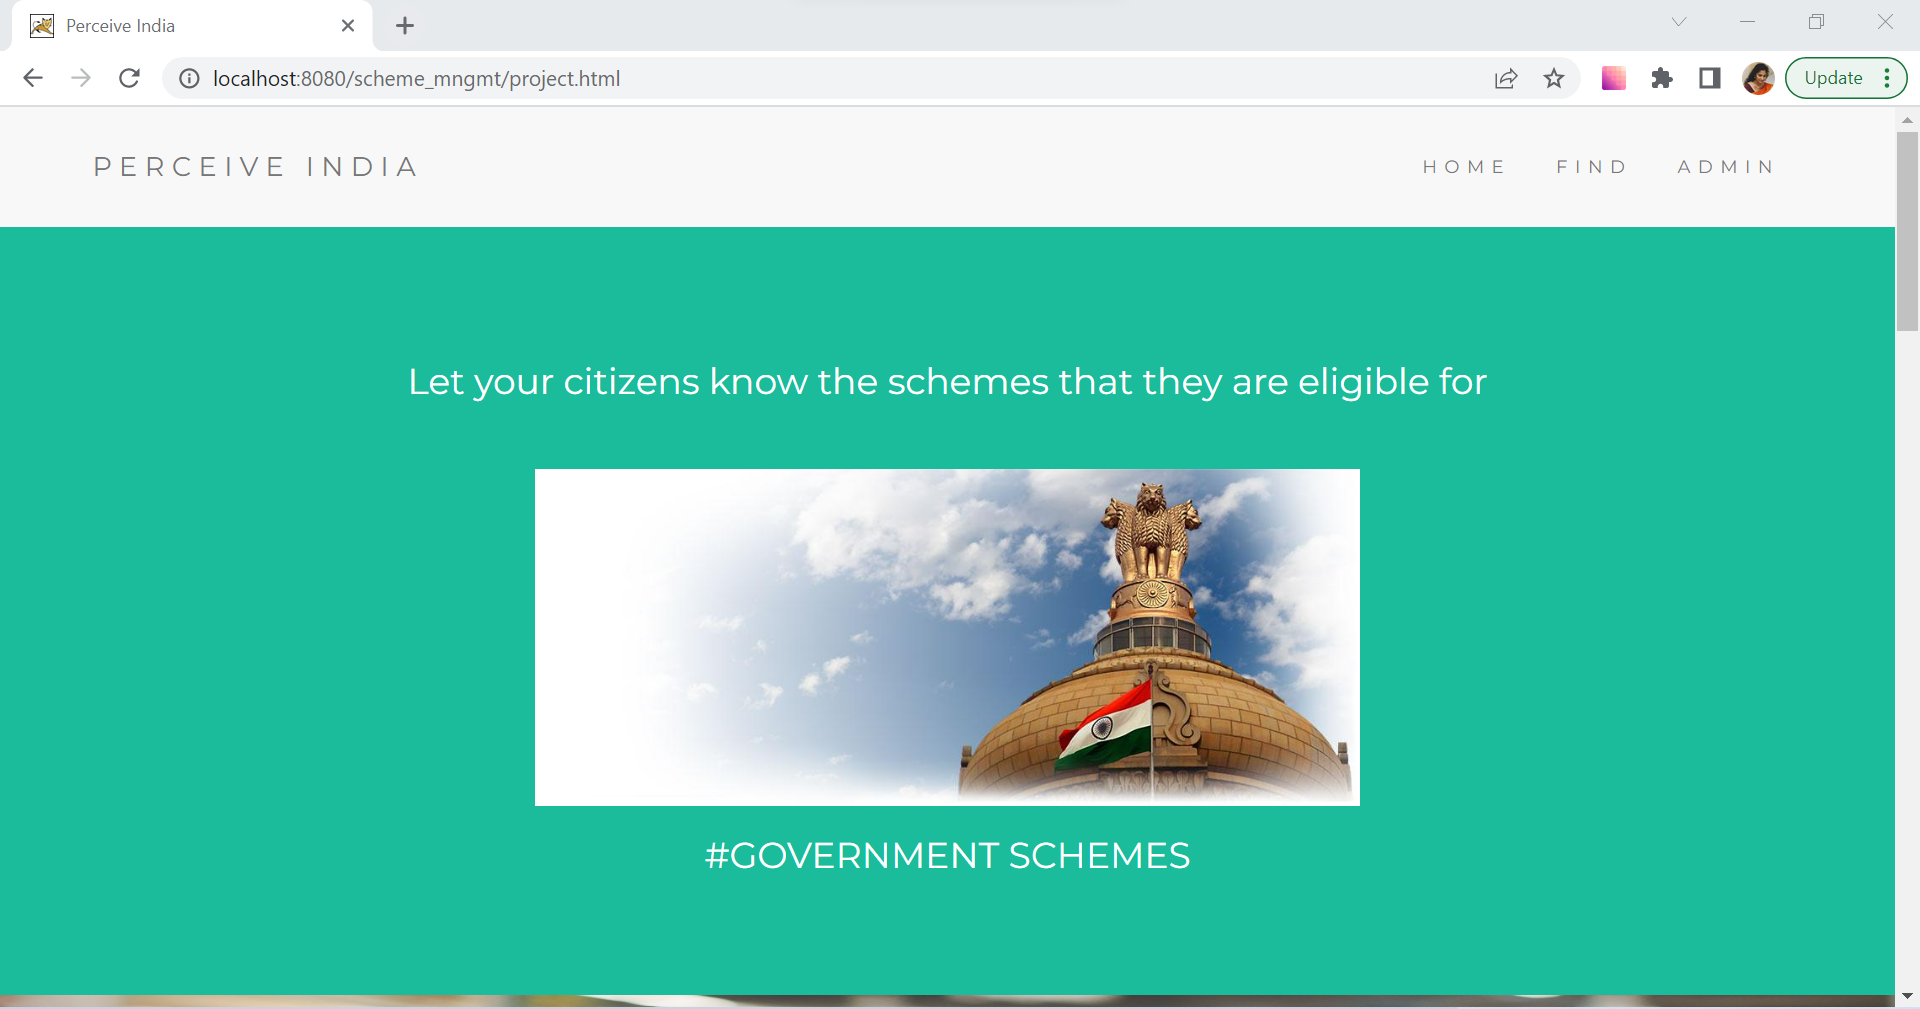 Perceive India
localhost:8080/scheme_mngmt/project.html
Update
PERCEIVE INDIA
HOME FIND ADMIN
Let your citizens know the schemes that they are eligible for
#GOVERNMENT SCHEMES